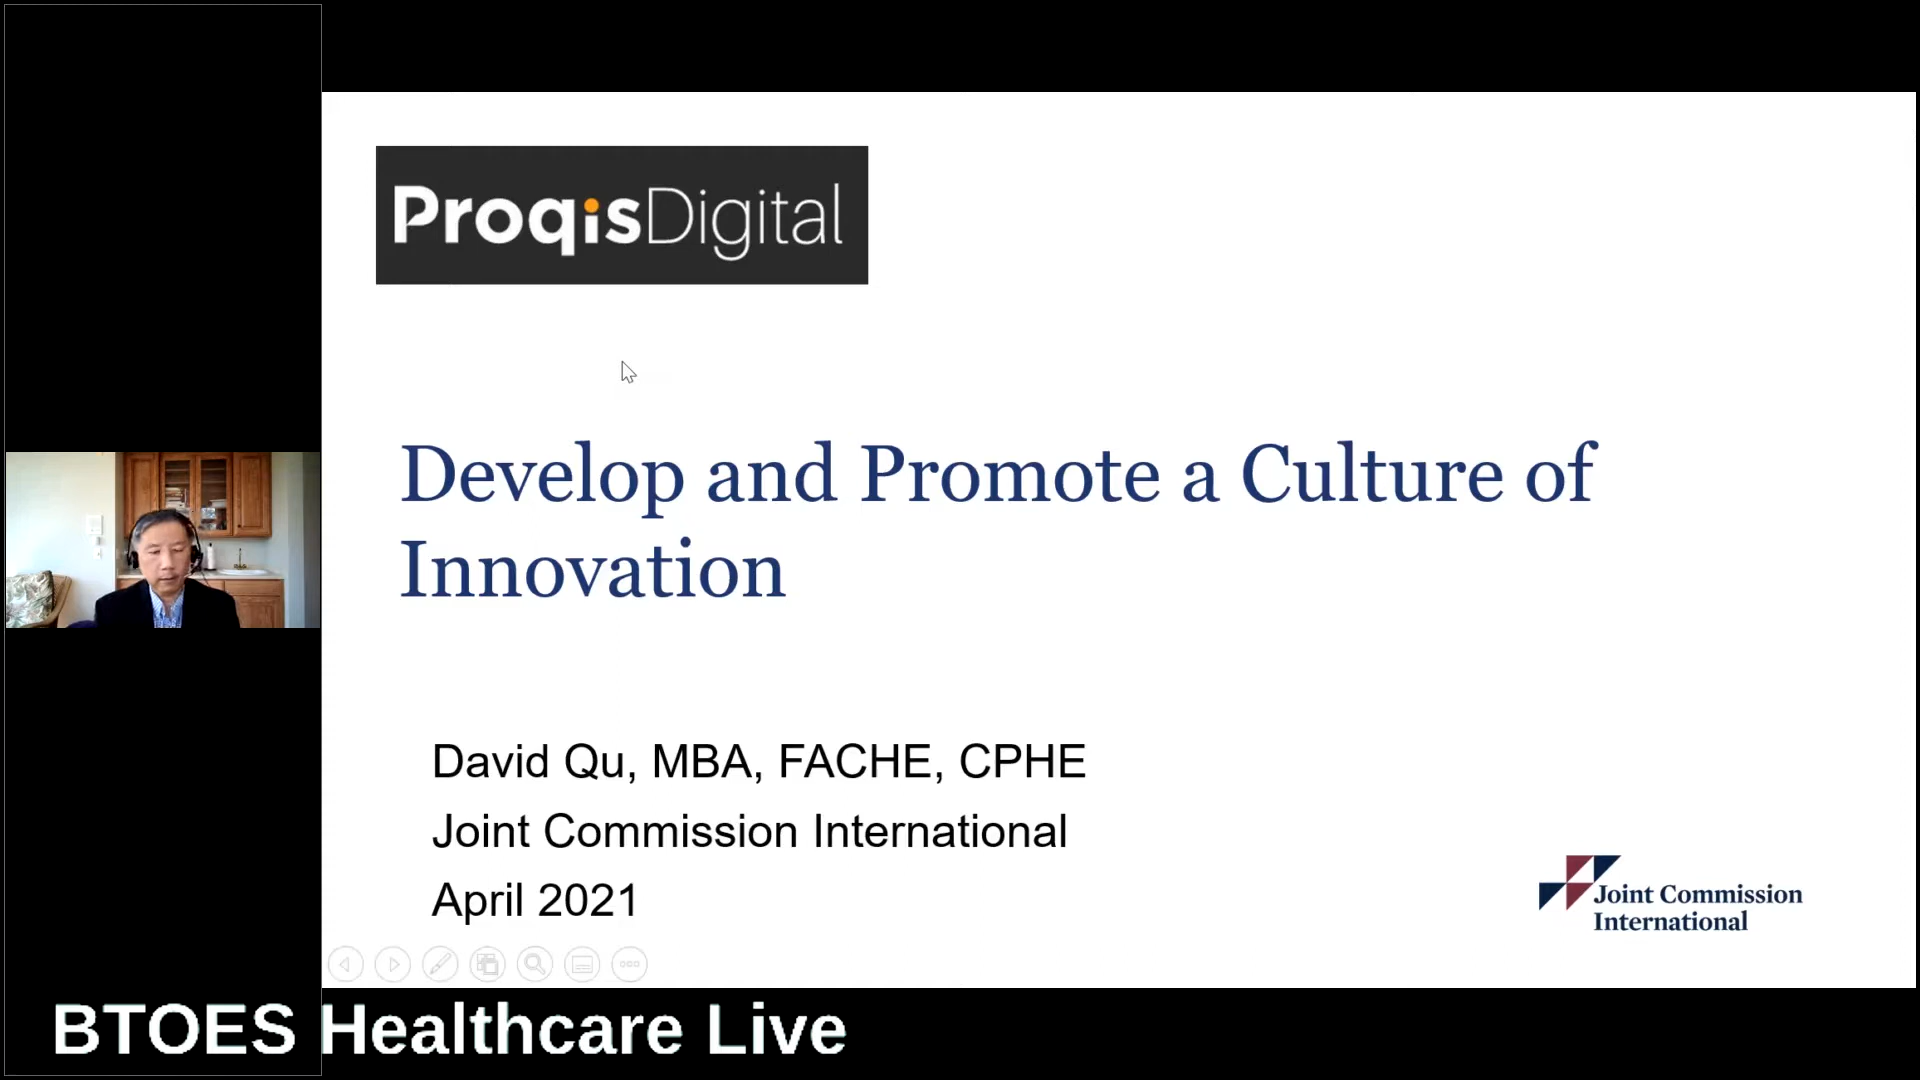 ProqisDigital
Develop and Promote a Culture of
Innovation
David Qu, MBA, FACHE, CPHE
Joint Commission International
April 2021
Joint Commission
International
BTOES Healthcare Live